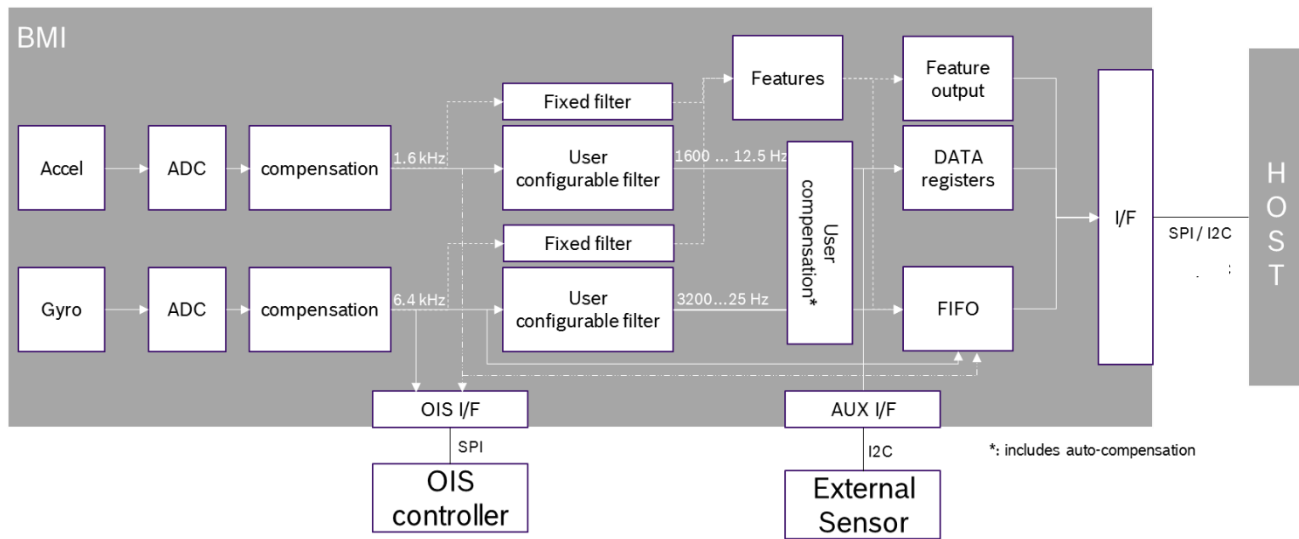 BMI
Features
Feature
output
Fixed filter
Accel
ADC
compensation
1.6 kHz
User
configurable filter
1600 ... 12.5 Hz
DATA
registers
User
compensation*
Fixed filter
I/F
SPI / I2C
HOST
Gyro
ADC
compensation
6.4 kHz
User
configurable filter
3200...25 Hz
FIFO
OIS I/F
AUX I/F
SPI
I2C
*: includes auto-compensation
OIS
controller
External
Sensor